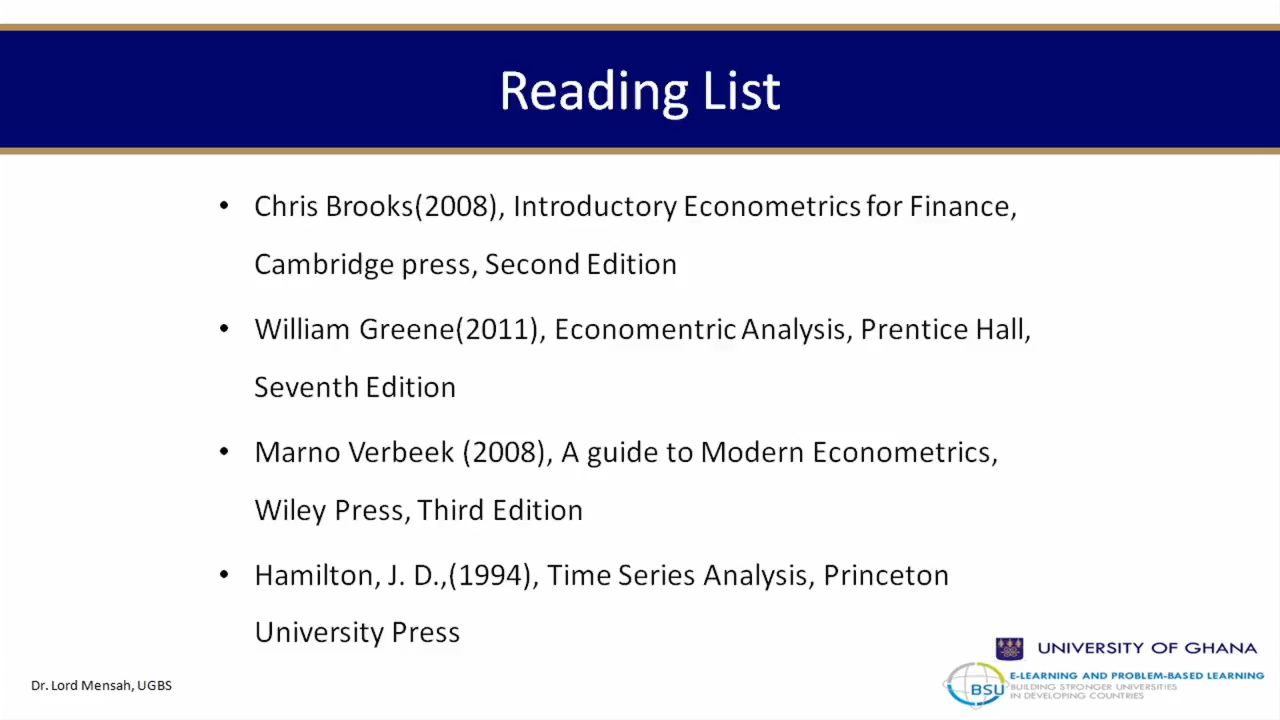 Reading List
• Chris Brooks(2008), Introductory Econometrics for Finance,
Cambridge press, Second Edition
• William Greene(2011), Economentric Analysis, Prentice Hall,
Seventh Edition
• Marno Verbeek (2008), A guide to Modern Econometrics,
Wiley Press, Third Edition
• Hamilton, J. D.,(1994), Time Series Analysis, Princeton
University Press
UNIVERSITY OF GHANA
Dr. Lord Mensah, UGBS
BSU
E-LEARNING AND PROBLEM-BASED LEARNING
BUILDING STRONGER UNIVERSITIES
IN DEVELOPING COUNTRIES